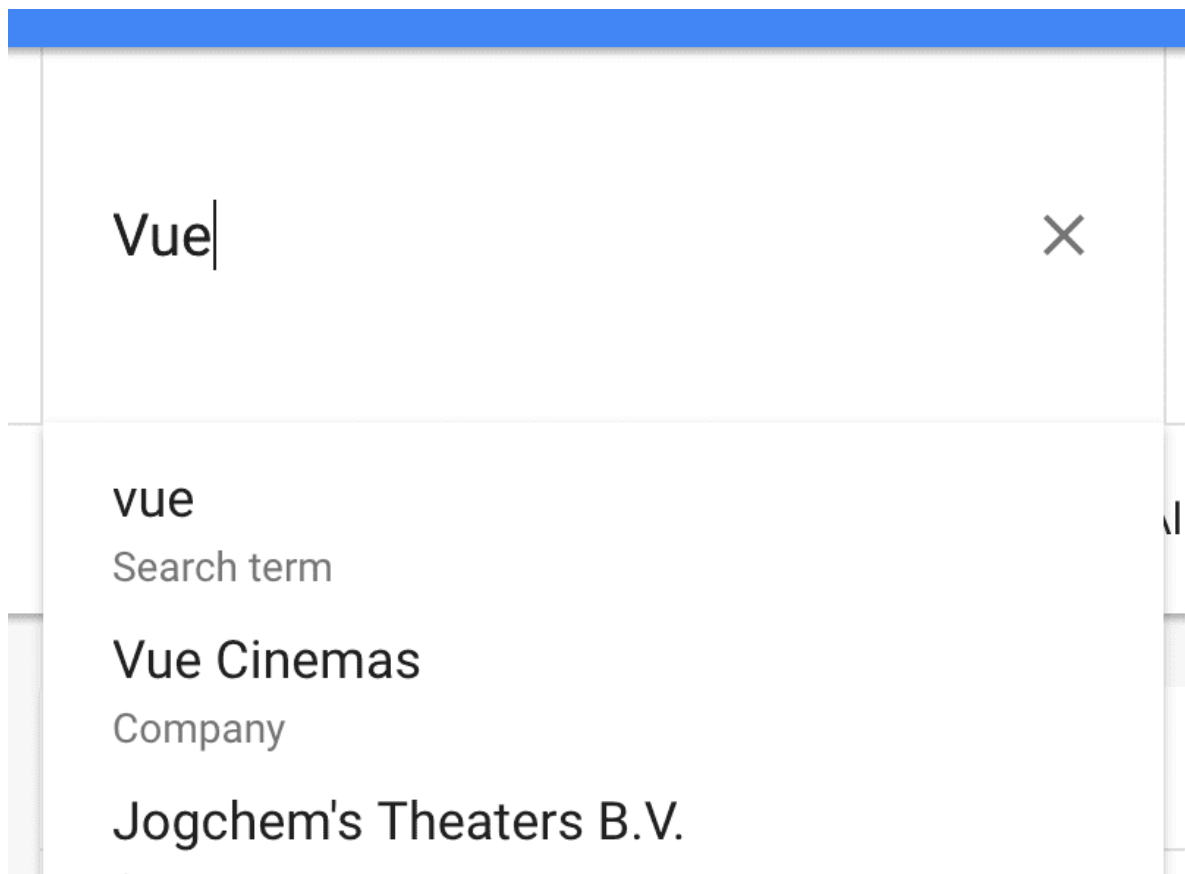 Vue
vue
Search term
Vue Cinemas
Company
Jogchem's Theaters B.V.